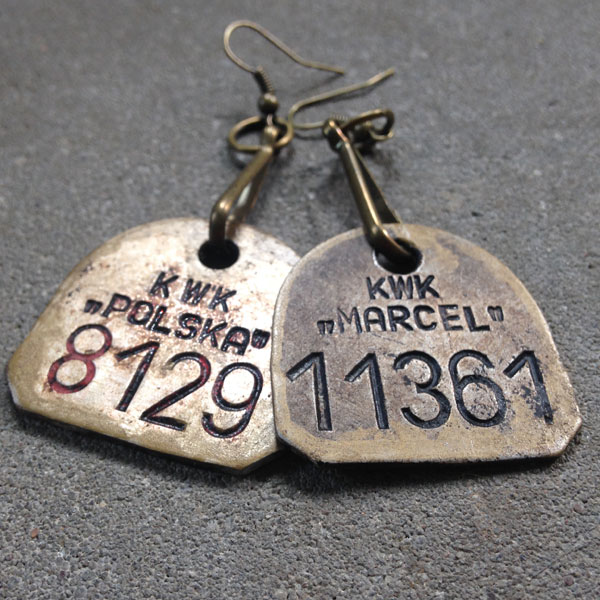 KWK
„POLSKA"
8129
KWK
„MARCEL"
11361